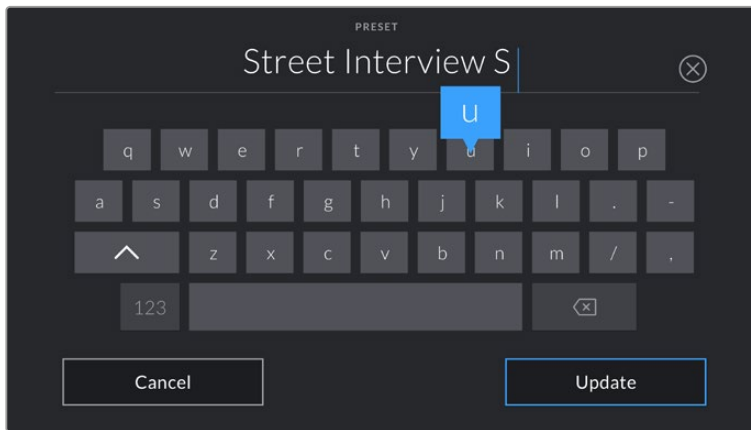 PRESET
Street Interview S
u
q w e r t y u i o p
a s d f g h j k l . -
z x c v b n m / ,
123
Cancel Update